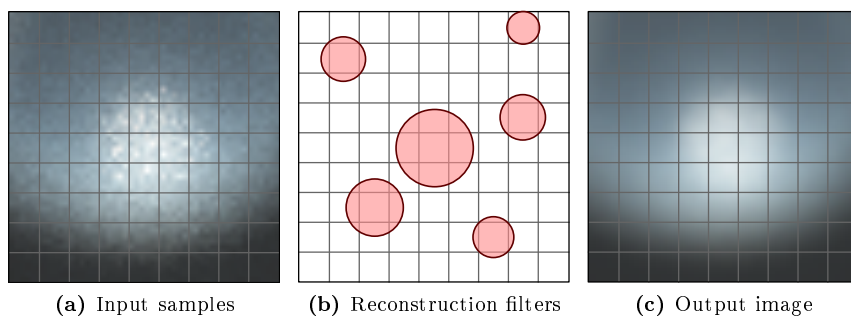 (a) Input samples
(b) Reconstruction filters
(c) Output image